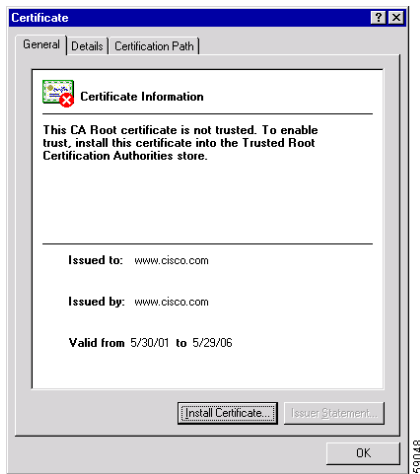 Certificate
General Details Certification Path
Certificate Information
This CA Root certificate is not trusted. To enable
trust, install this certificate into the Trusted Root
Certification Authorities store.
Issued to: www.cisco.com
Issued by: www.cisco.com
Valid from 5/30/01 to 5/29/06
Install Certificate... Issuer Statement...
OK
59048